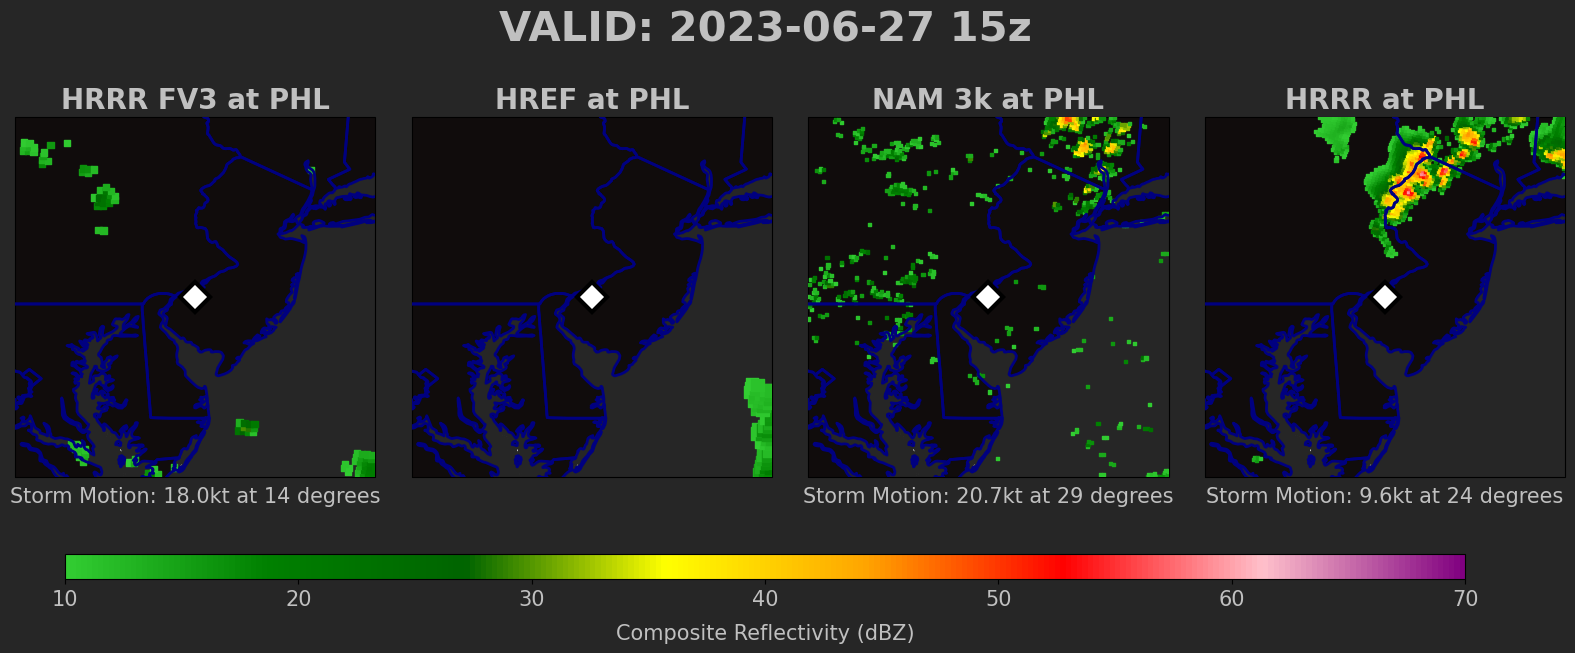 VALID: 2023-06-27 15z
HRRR FV3 at PHL
HREF at PHL
NAM 3k at PHL
HRRR at PHL
Storm Motion: 18.0kt at 14 degrees
Storm Motion: 20.7kt at 29 degrees
Storm Motion: 9.6kt at 24 degrees
10 20 30 40 50 60 70
Composite Reflectivity (dBZ)